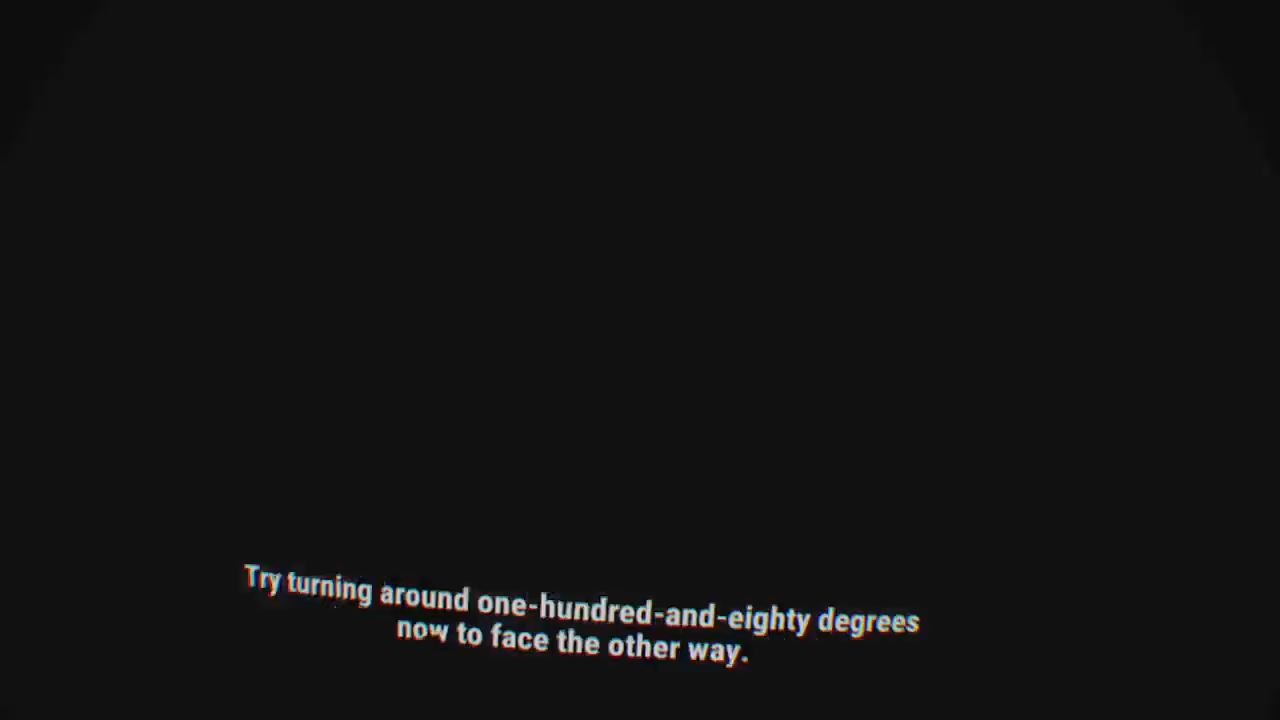 Try turning around one-hundred-and-eighty degrees
now to face the other way.